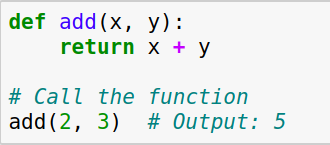 def add(x, y):
    return x + y

# Call the function
add(2, 3)  # Output: 5